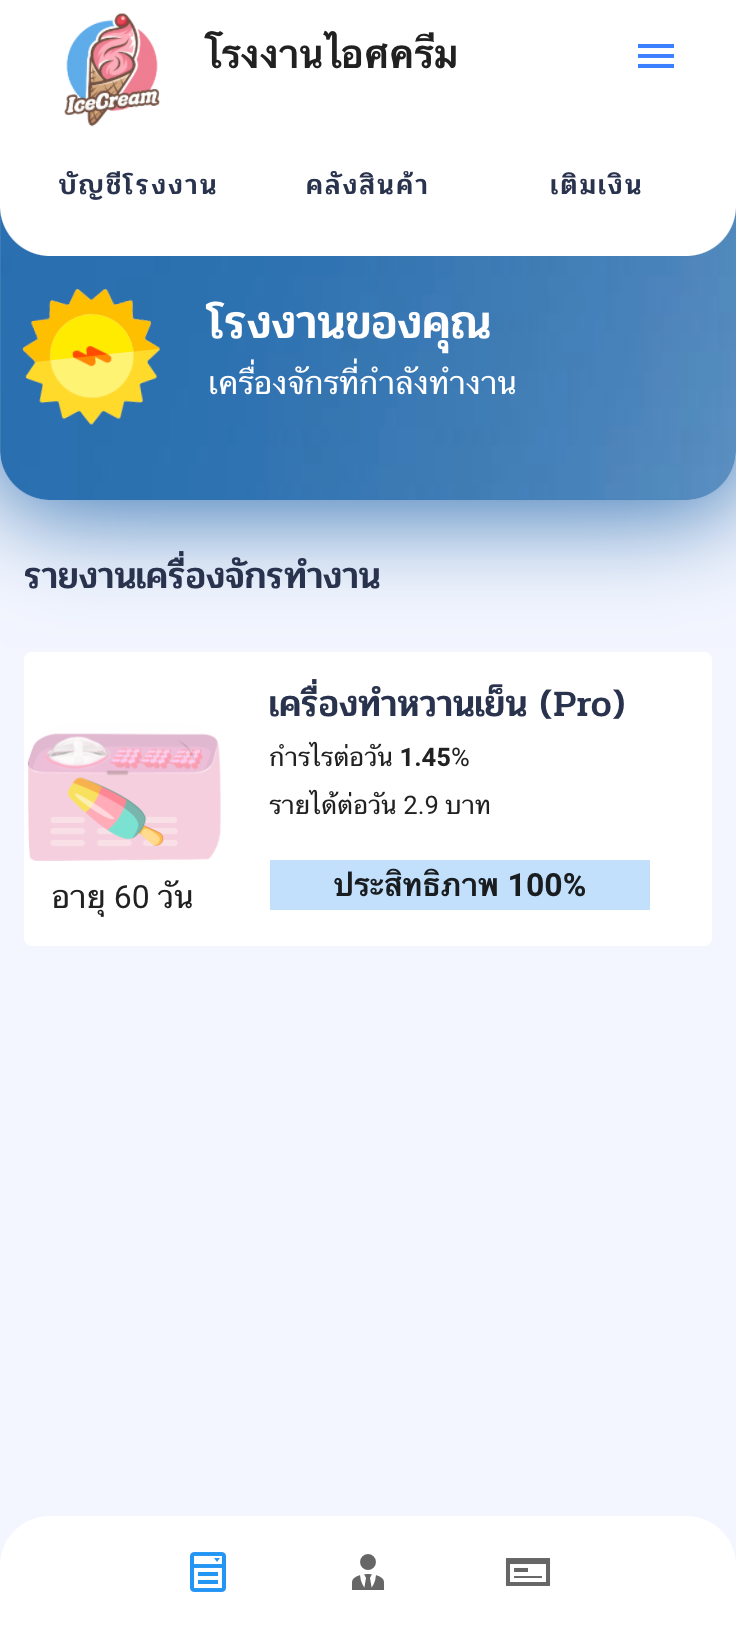 IceCream
โรงงานไอศครีม
บัญชีโรงงาน
คลังสินค้า
เติมเงิน
โรงงานของคุณ
เครื่องจักรที่กำลังทำงาน
รายงานเครื่องจักรทำงาน
เครื่องทำหวานเย็น (Pro)
กำรไรต่อวัน 1.45%
รายได้ต่อวัน 2.9 บาท
อายุ 60 วัน
ประสิทธิภาพ 100%